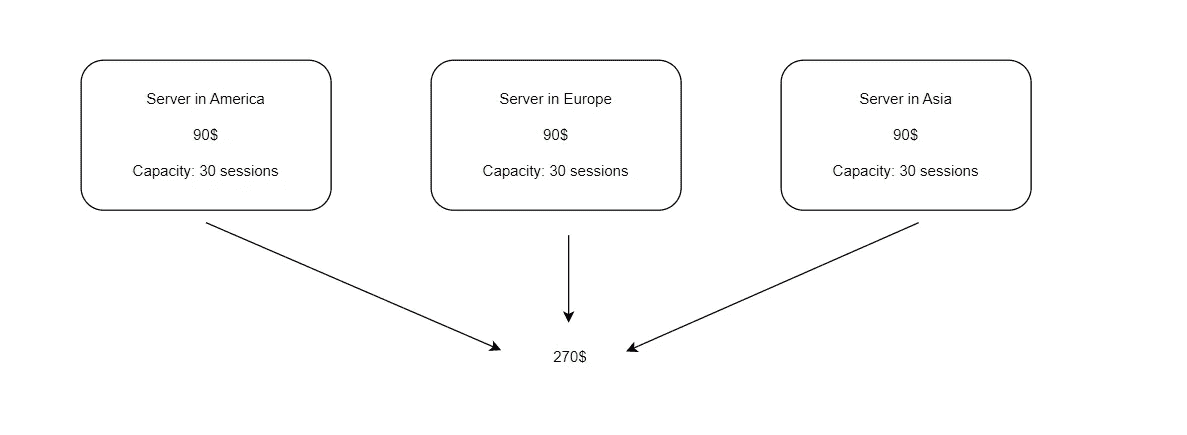 Server in America
90$
Capacity: 30 sessions
Server in Europe
90$
Capacity: 30 sessions
Server in Asia
90$
Capacity: 30 sessions
270$